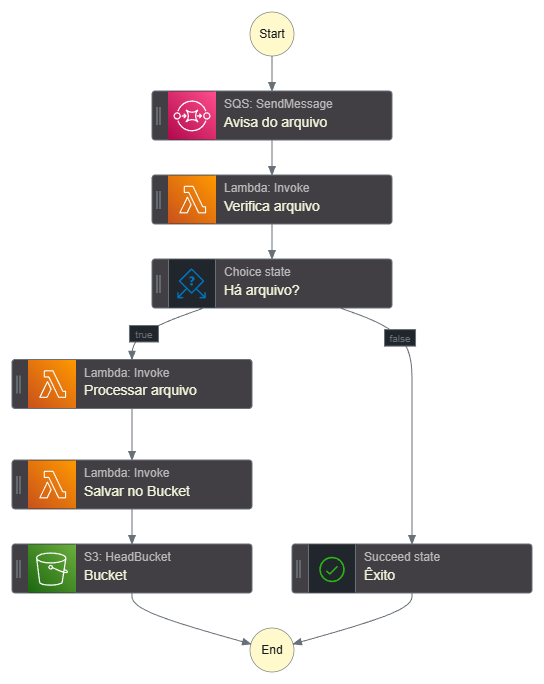 Start
SQS: SendMessage
Avisa do arquivo
Lambda: Invoke
Verifica arquivo
Choice state
Há arquivo?
true
false
Lambda: Invoke
Processar arquivo
Lambda: Invoke
Salvar no Bucket
S3: HeadBucket
Bucket
Succeed state
Êxito
End